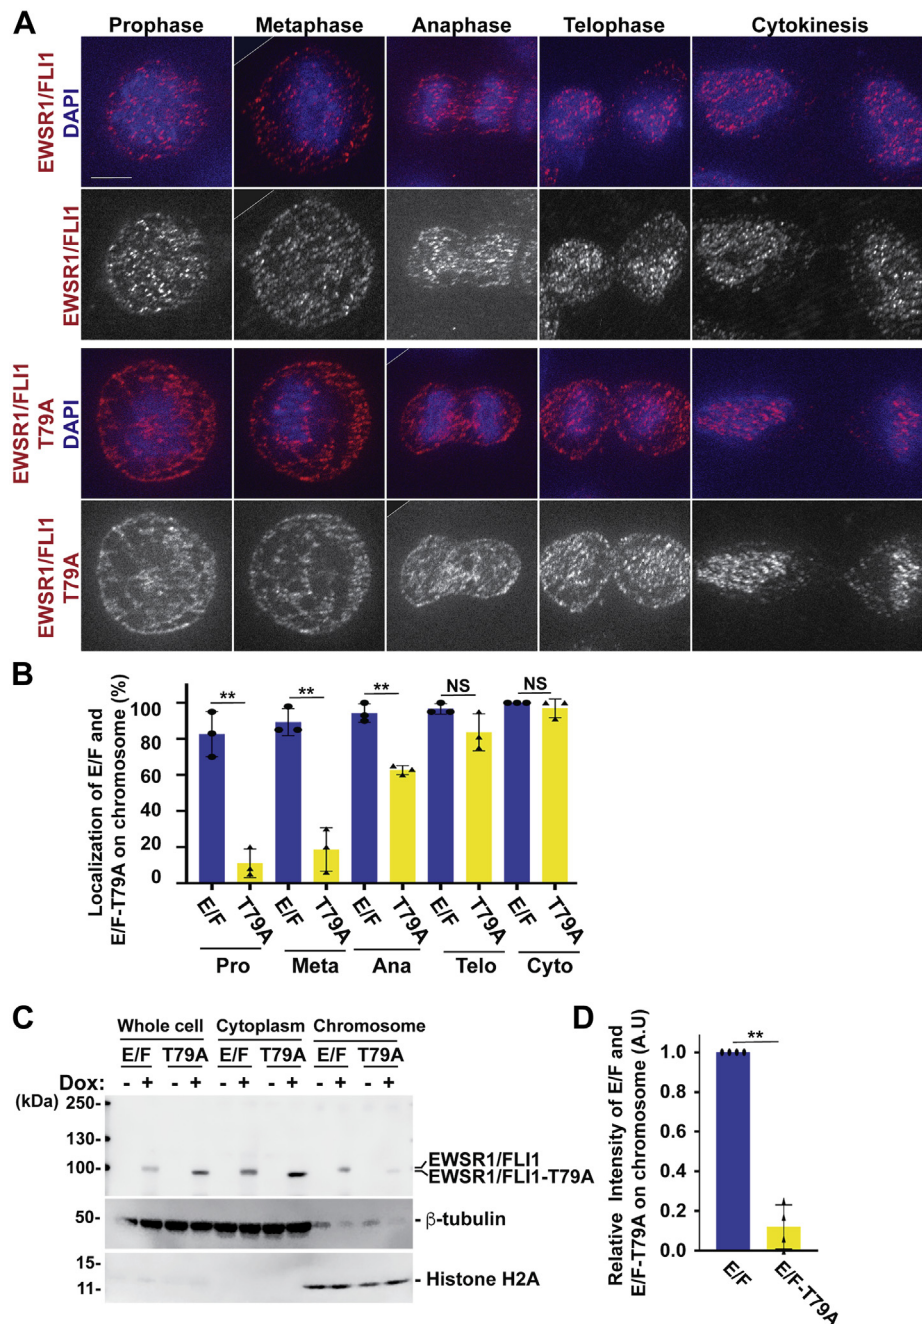 A
Prophase Metaphase Anaphase Telophase Cytokinesis
EWSR1/FLI1
DAPI
EWSR1/FLI1
EWSR1/FLI1
T79A
DAPI
EWSR1/FLI1
T79A
B
Localization of E/F and
E/F-T79A on chromosome (%)
100
80
60
40
20
0
** ** ** NS NS
E/F T79A E/F T79A E/F T79A E/F T79A E/F T79A
Pro Meta Ana Telo Cyto
C
Whole cell Cytoplasm Chromosome
E/F T79A E/F T79A E/F T79A
Dox: - + - + - + - + - + - +
(kDa)
250-
130-
100-
EWSR1/FLI1
EWSR1/FLI1-T79A
50-
- β-tubulin
15-
11-
- Histone H2A
D
Relative Intensity of E/F and
E/F-T79A on chromosome (A.U)
**
1.0
0.8
0.6
0.4
0.2
0.0
E/F
E/F-T79A